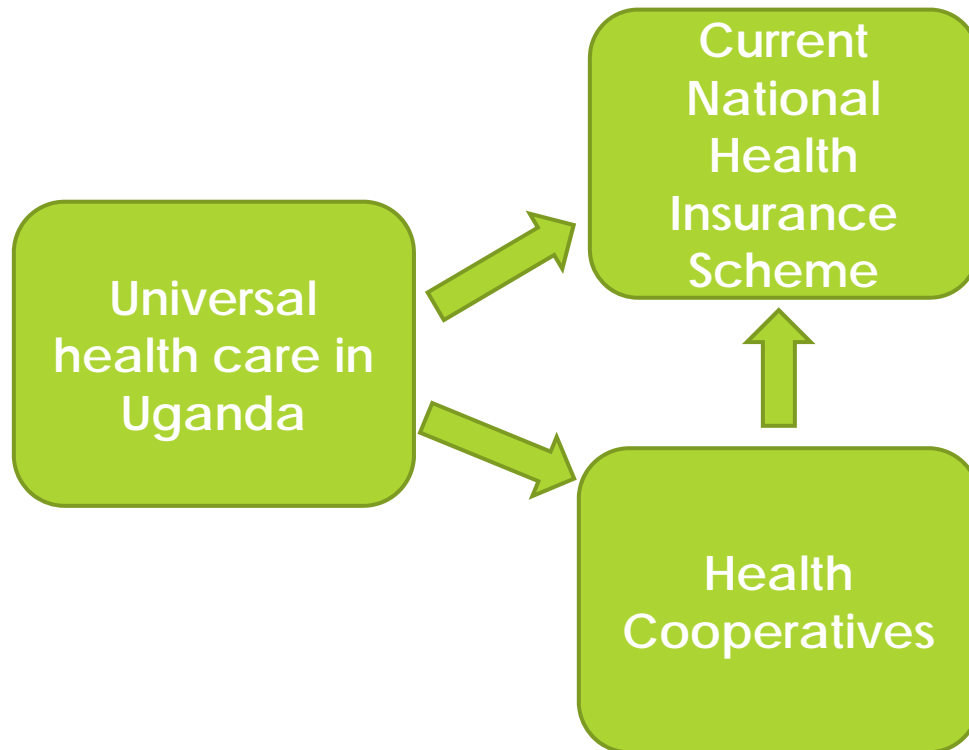 Current
National
Health
Insurance
Scheme
Universal
health care in
Uganda
Health
Cooperatives